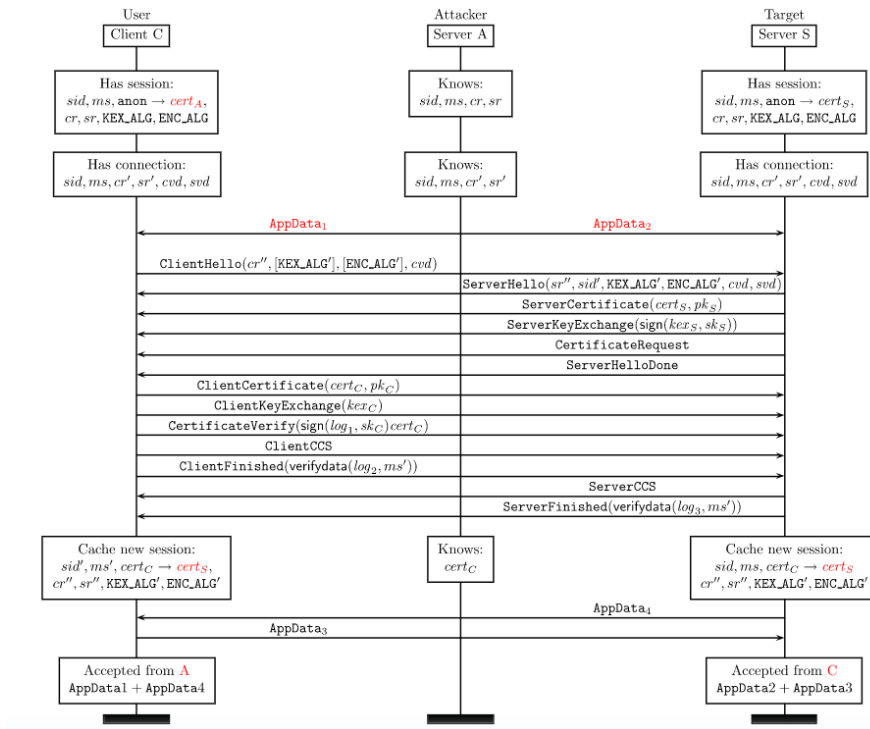 User Attacker Target
Client C Server A Server S
Has session:
sid, ms, anon → cert_A,
cr, sr, KEX_ALG, ENC_ALG
Knows:
sid, ms, cr, sr
Has session:
sid, ms, anon → cert_S,
cr, sr, KEX_ALG, ENC_ALG
Has connection:
sid, ms, cr′, sr′, cvd, svd
Knows:
sid, ms, cr′, sr′
Has connection:
sid, ms, cr′, sr′, cvd, svd
AppData₁ AppData₂
ClientHello(cr″, [KEX_ALG′], [ENC_ALG′], cvd)
ServerHello(sr″, sid′, KEX_ALG′, ENC_ALG′, cvd, svd)
ServerCertificate(cert_S, pk_S)
ServerKeyExchange(sign(kex_S, sk_S))
CertificateRequest
ServerHelloDone
ClientCertificate(cert_C, pk_C)
ClientKeyExchange(kex_C)
CertificateVerify(sign(log₁, sk_C)cert_C)
ClientCCS
ClientFinished(verifydata(log₂, ms′))
ServerCCS
ServerFinished(verifydata(log₃, ms′))
Cache new session:
sid′, ms′, cert_C → cert_S,
cr″, sr″, KEX_ALG′, ENC_ALG′
Knows:
cert_C
Cache new session:
sid, ms, cert_C → cert_S
cr″, sr″, KEX_ALG′, ENC_ALG′
AppData₄
AppData₃
Accepted from A
AppData1 + AppData4
Accepted from C
AppData2 + AppData3